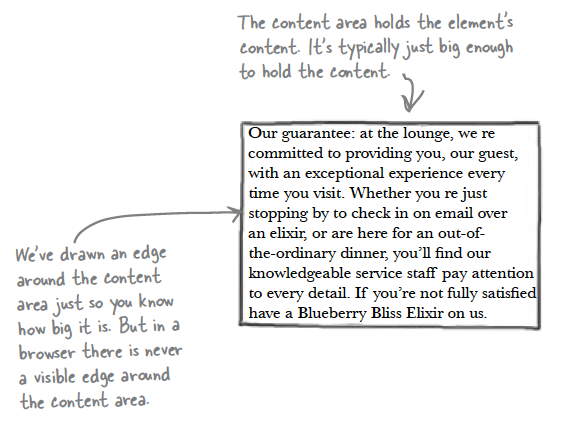 The content area holds the element's
content. It's typically just big enough
to hold the content.
Our guarantee: at the lounge, we re
committed to providing you, our guest,
with an exceptional experience every
time you visit. Whether you re just
stopping by to check in on email over
an elixir, or are here for an out-of-
the-ordinary dinner, you'll find our
knowledgeable service staff pay attention
to every detail. If you're not fully satisfied
have a Blueberry Bliss Elixir on us.
We've drawn an edge
around the content
area just so you know
how big it is. But in a
browser there is never
a visible edge around
the content area.